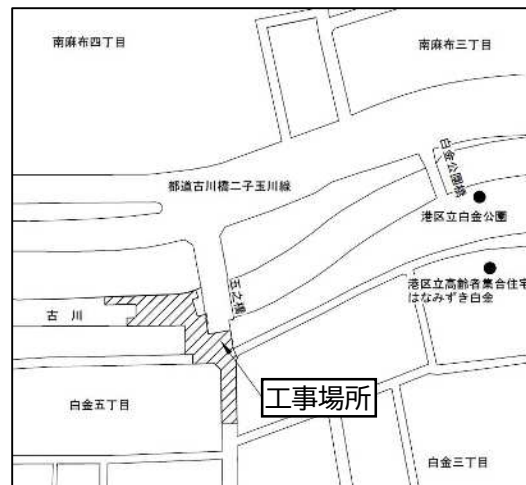 南麻布四丁目
南麻布三丁目
都道古川橋二子玉川線
白金公園橋
港区立白金公園
五之橋
港区立高齢者集合住宅
はなみずき白金
古 川
工事場所
白金五丁目
白金三丁目